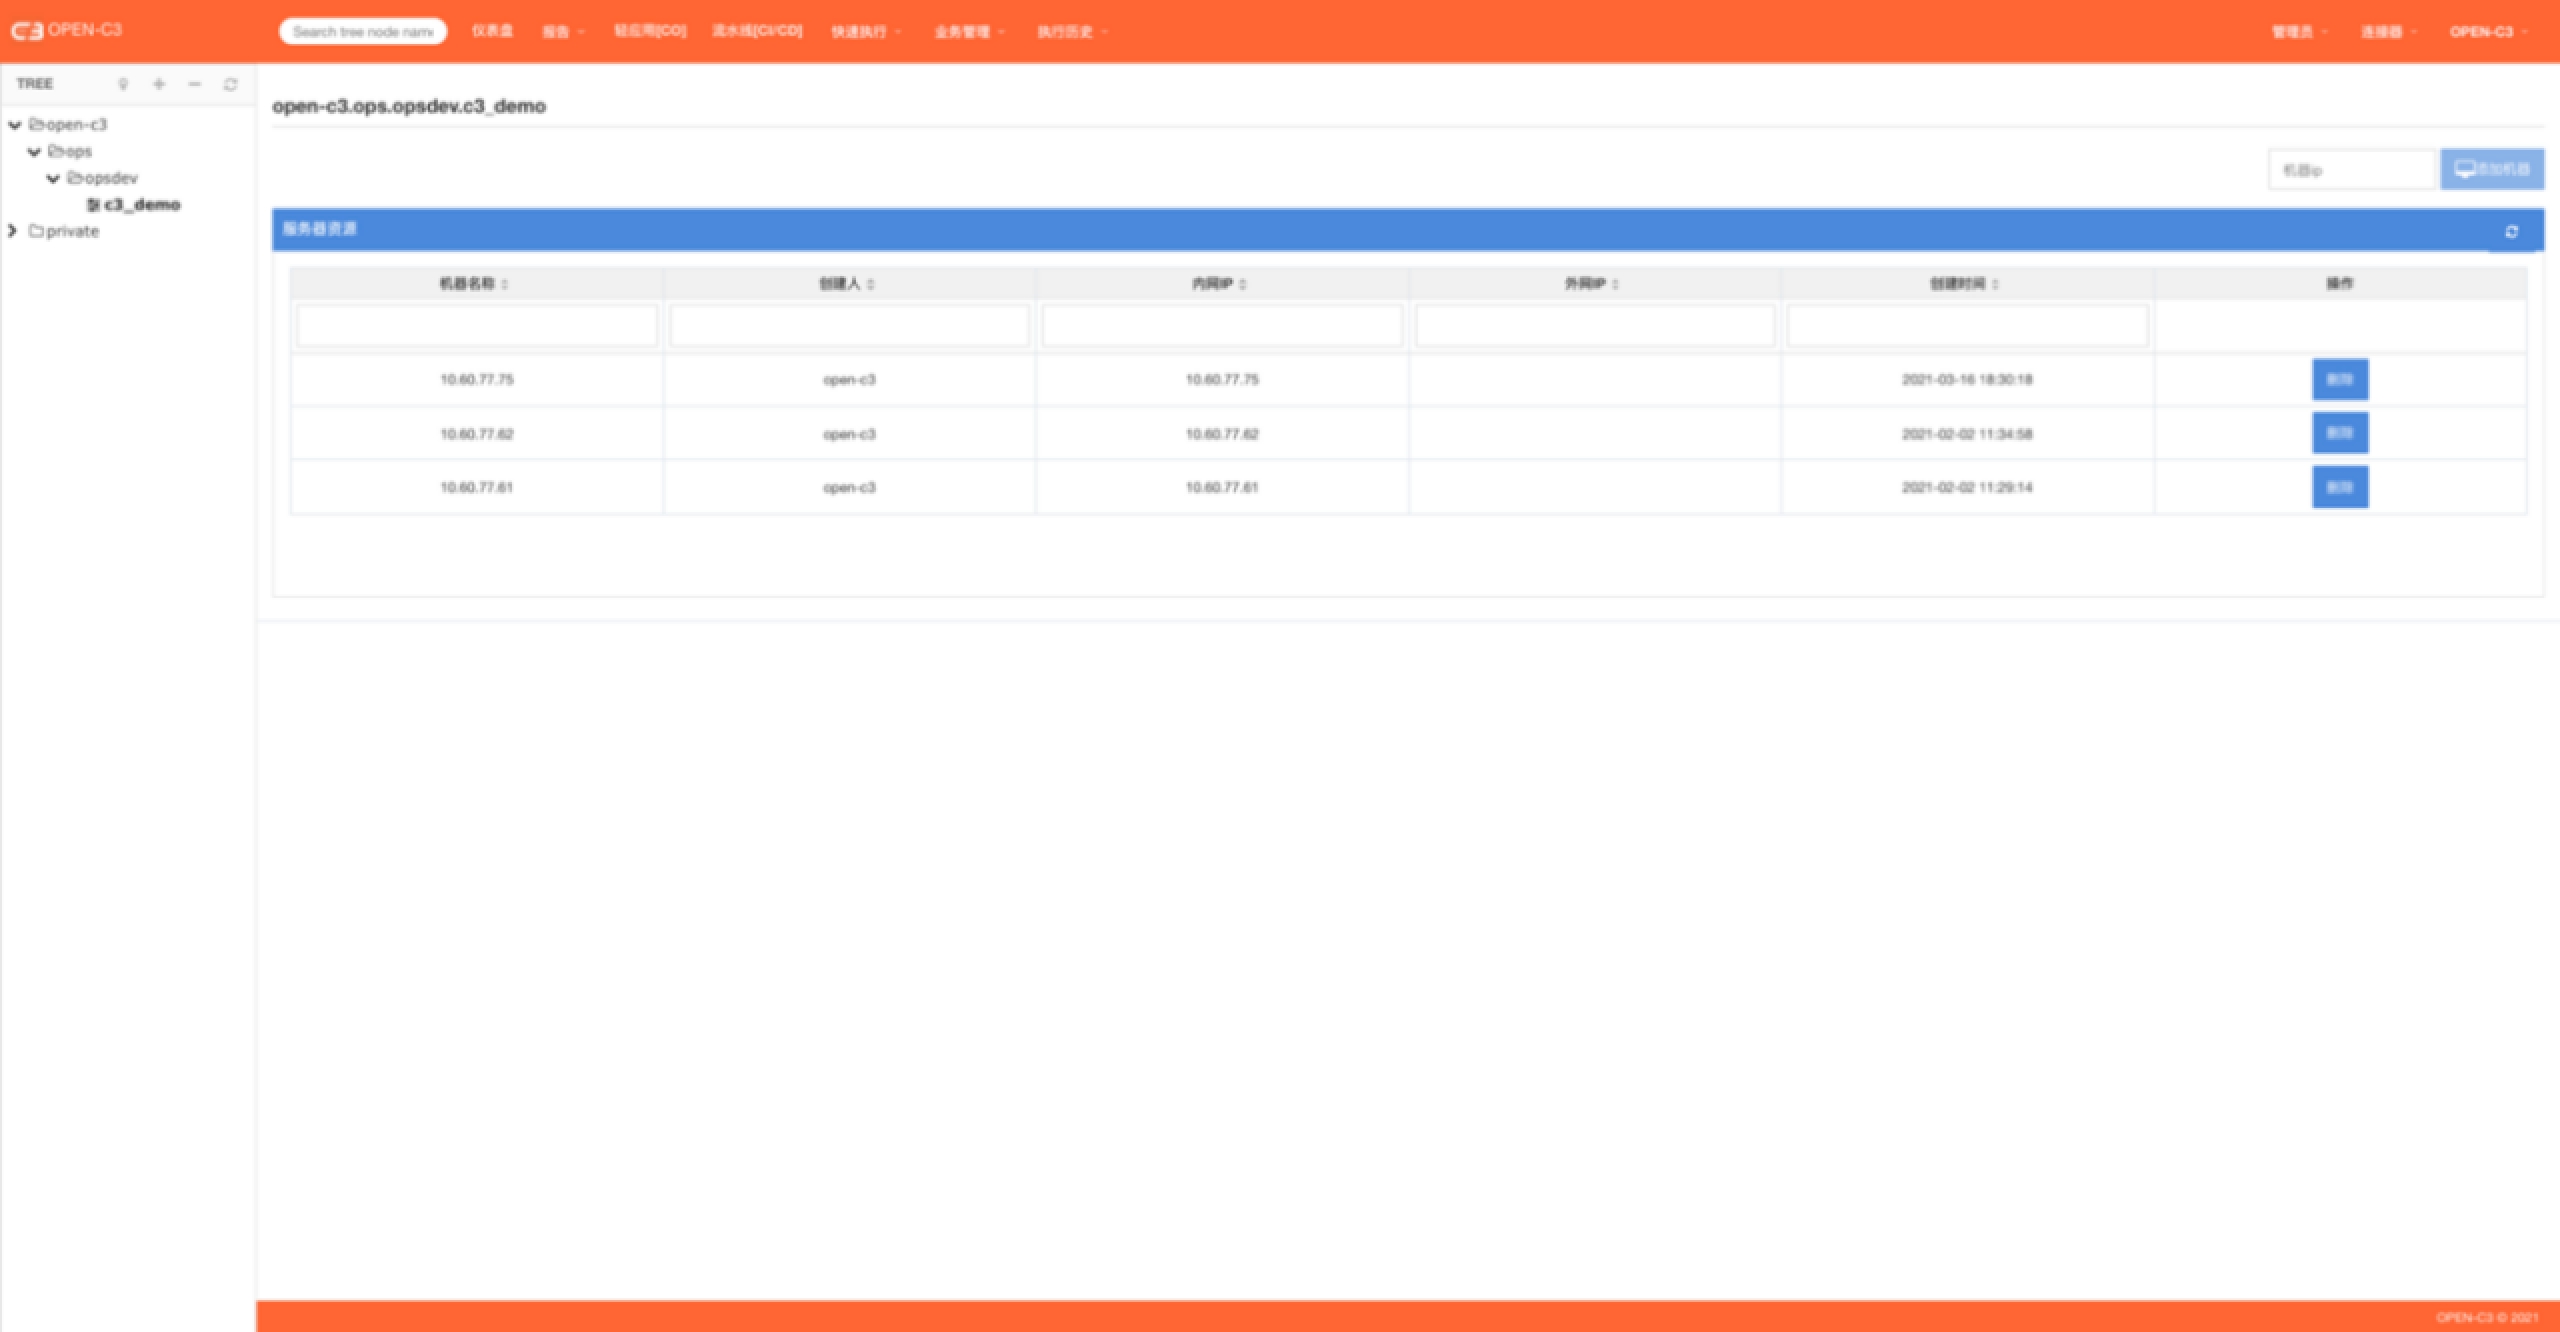 OPEN-C3 Search tree node name 仪表盘 报告 轻应用[CO] 流水线[CI/CD] 快速执行 业务管理 执行历史 管理员 连接器 OPEN-C3
TREE
open-c3
ops
opsdev
c3_demo
private
open-c3.ops.opsdev.c3_demo
机器ip 添加机器
服务器资源
机器名称 创建人 内网IP 外网IP 创建时间 操作
10.60.77.75 open-c3 10.60.77.75 2021-03-16 18:30:18 删除
10.60.77.62 open-c3 10.60.77.62 2021-02-02 11:34:58 删除
10.60.77.61 open-c3 10.60.77.61 2021-02-02 11:29:14 删除
OPEN-C3 © 2021